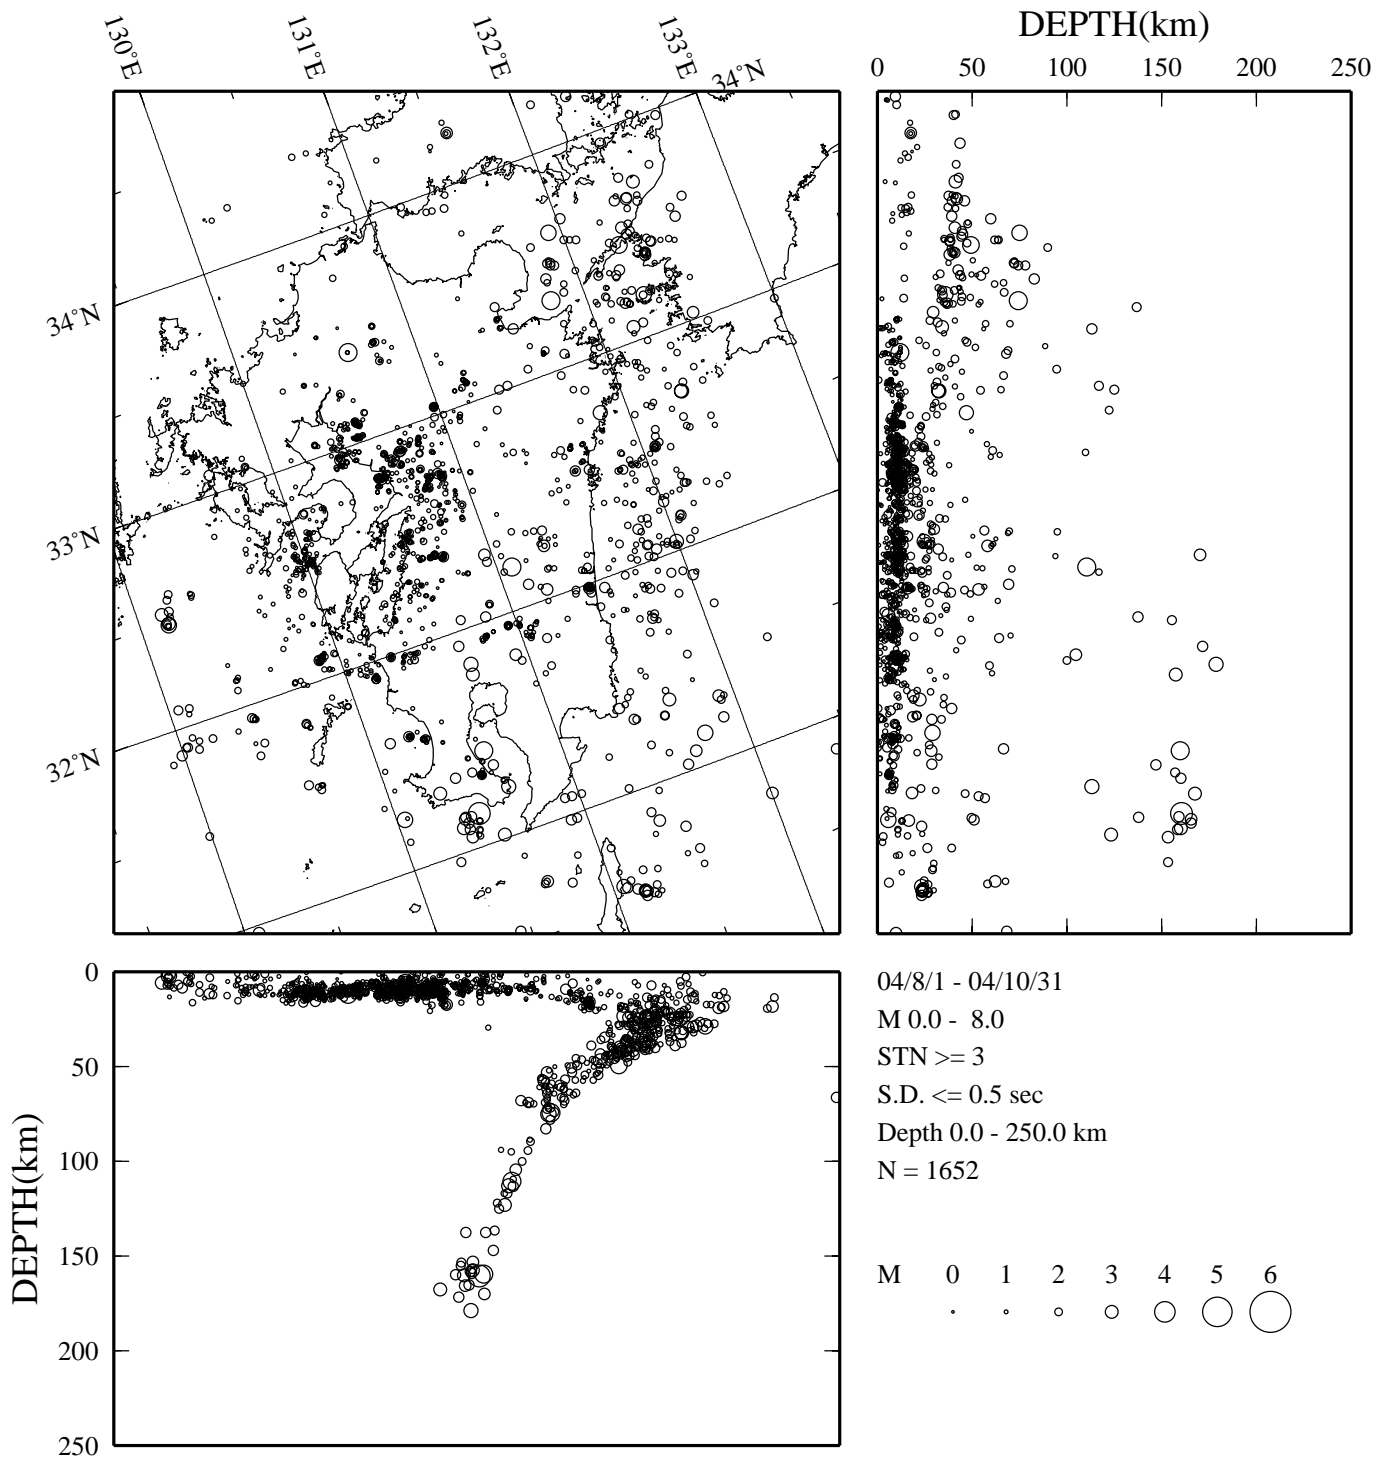 DEPTH(km)
130°E 131°E 132°E 133°E 34°N
0 50 100 150 200 250
34°N
33°N
32°N
0
50
100
150
200
250
DEPTH(km)
04/8/1 - 04/10/31
M 0.0 - 8.0
STN >= 3
S.D. <= 0.5 sec
Depth 0.0 - 250.0 km
N = 1652
M 0 1 2 3 4 5 6